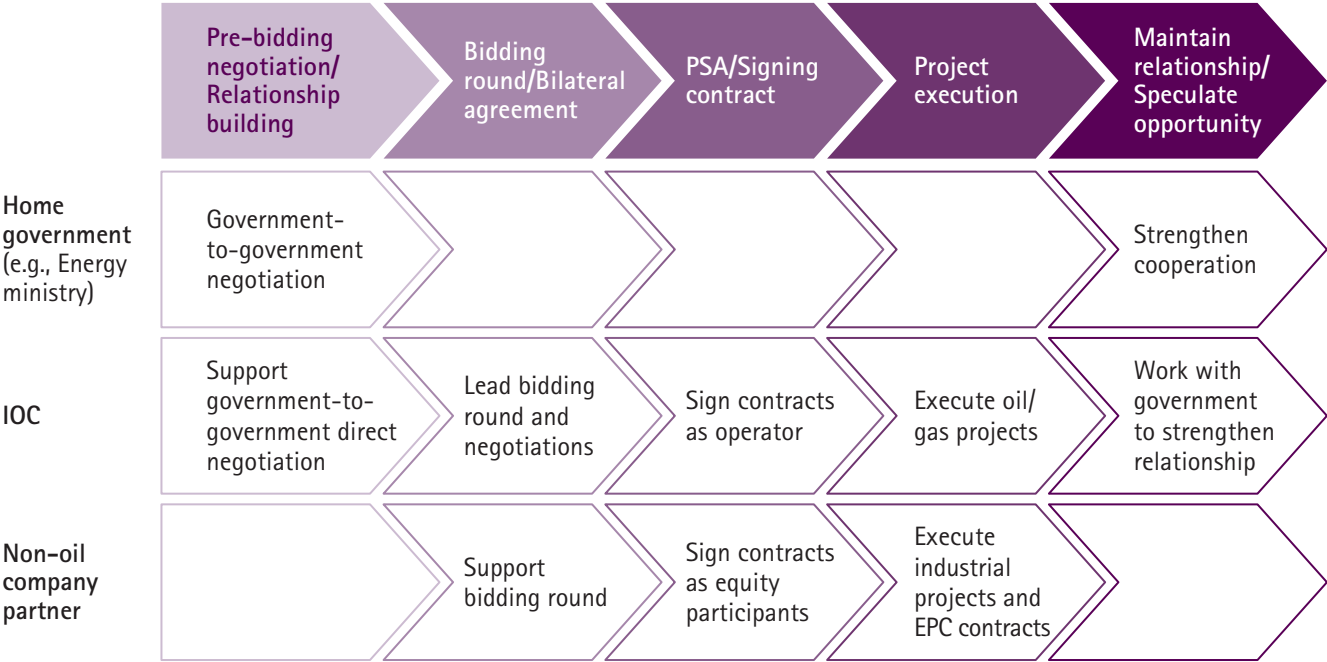 Pre-bidding
negotiation/
Relationship
building
Bidding
round/Bilateral
agreement
PSA/Signing
contract
Project
execution
Maintain
relationship/
Speculate
opportunity
Home
government
(e.g., Energy
ministry)
Government-
to-government
negotiation
Strengthen
cooperation
IOC
Support
government-to-
government direct
negotiation
Lead bidding
round and
negotiations
Sign contracts
as operator
Execute oil/
gas projects
Work with
government
to strengthen
relationship
Non-oil
company
partner
Support
bidding round
Sign contracts
as equity
participants
Execute
industrial
projects and
EPC contracts